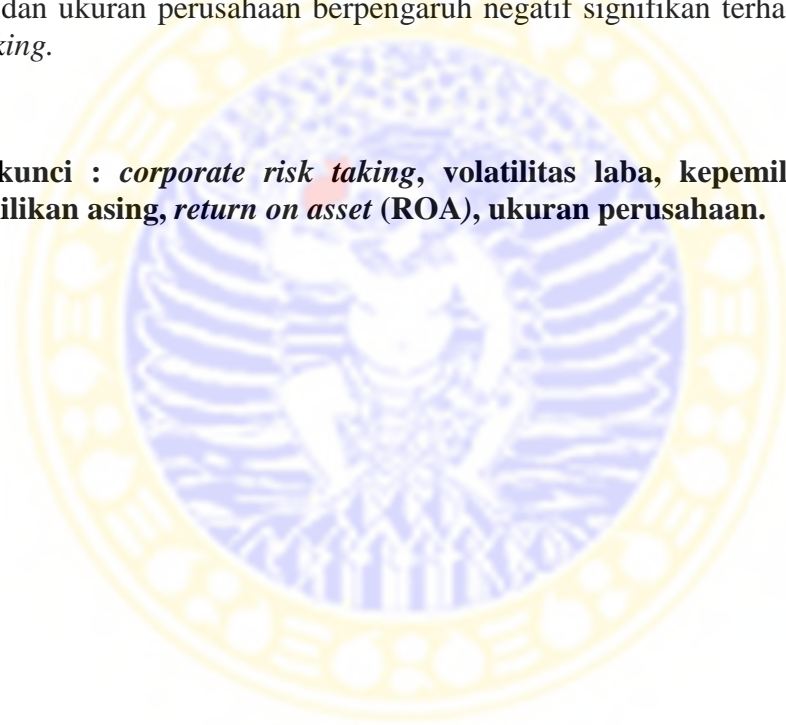 dan ukuran perusahaan berpengaruh negatif signifikan terha
king.
kunci : corporate risk taking, volatilitas laba, kepemil
ilikan asing, return on asset (ROA), ukuran perusahaan.